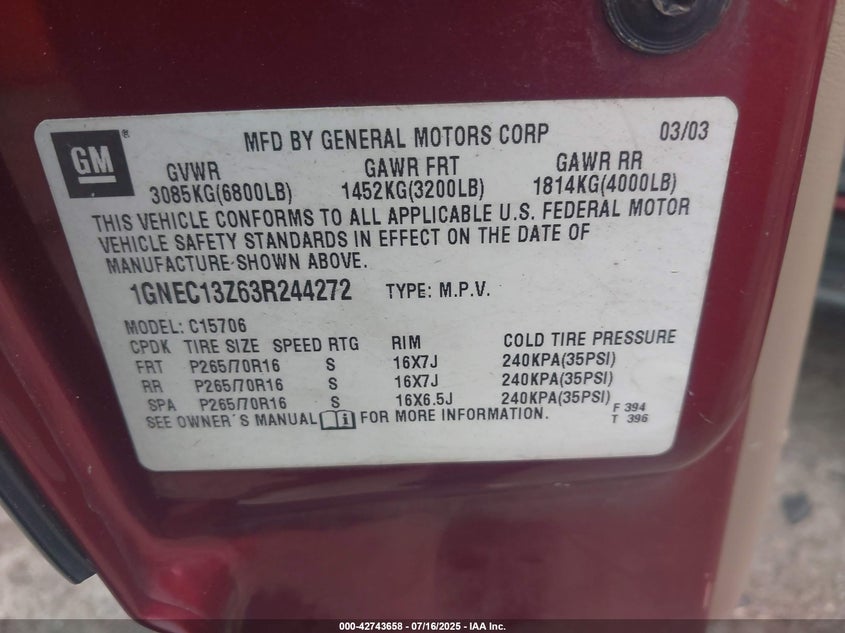 GM®
MFD BY GENERAL MOTORS CORP 03/03
GVWR GAWR FRT GAWR RR
3085KG(6800LB) 1452KG(3200LB) 1814KG(4000LB)
THIS VEHICLE CONFORMS TO ALL APPLICABLE U.S. FEDERAL MOTOR
VEHICLE SAFETY STANDARDS IN EFFECT ON THE DATE OF
MANUFACTURE SHOWN ABOVE.
1GNEC13Z63R244272 TYPE: M.P.V.
MODEL: C15706
CPDK TIRE SIZE SPEED RTG RIM COLD TIRE PRESSURE
FRT P265/70R16 S 16X7J 240KPA(35PSI)
RR P265/70R16 S 16X7J 240KPA(35PSI)
SPA P265/70R16 S 16X6.5J 240KPA(35PSI)
SEE OWNER'S MANUAL i FOR MORE INFORMATION.
F 394
T 396
000-42743658 - 07/16/2025 - IAA Inc.